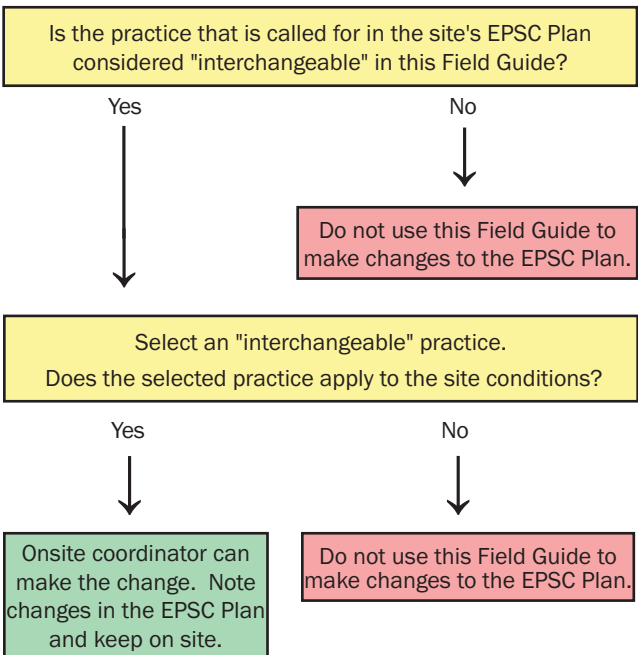 Is the practice that is called for in the site's EPSC Plan
considered "interchangeable" in this Field Guide?
Yes
No
Do not use this Field Guide to
make changes to the EPSC Plan.
Select an "interchangeable" practice.
Does the selected practice apply to the site conditions?
Yes
No
Onsite coordinator can
make the change. Note
changes in the EPSC Plan
and keep on site.
Do not use this Field Guide to
make changes to the EPSC Plan.